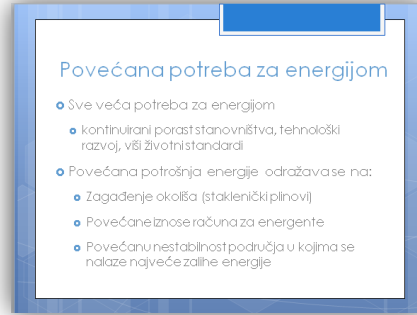 Povećana potreba za energijom
Sve veća potreba za energijom
kontinuirani porast stanovništva, tehnološki
razvoj, viši životni standardi
Povećana potrošnja energije odražava se na:
Zagađenje okoliša (staklenički plinovi)
Povećane iznose računa za energente
Povećanu nestabilnost područja u kojima se
nalaze najveće zalihe energije